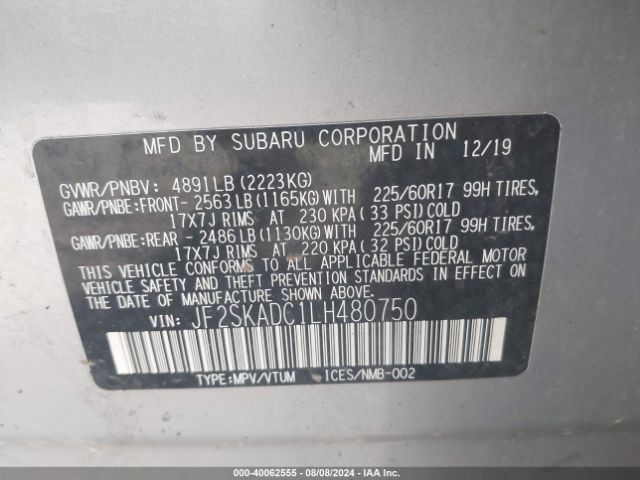 MFD BY SUBARU CORPORATION
MFD IN 12/19
GVWR/PNBV: 4891LB(2223KG)
GAWR/PNBE:FRONT- 2563LB(1165KG)WITH 225/60R17 99H TIRES,
17X7J RIMS AT 230 KPA(33 PSI)COLD
GAWR/PNBE:REAR - 2486LB(1130KG)WITH 225/60R17 99H TIRES,
17X7J RIMS AT 220 KPA(32 PSI)COLD
THIS VEHICLE CONFORMS TO ALL APPLICABLE FEDERAL MOTOR
VEHICLE SAFETY AND THEFT PREVENTION STANDARDS IN EFFECT ON
THE DATE OF MANUFACTURE SHOWN ABOVE.
VIN: JF2SKADC1LH480750
TYPE:MPV/VTUM ICES/NMB-002
000-40062555 - 08/08/2024 - IAA Inc.